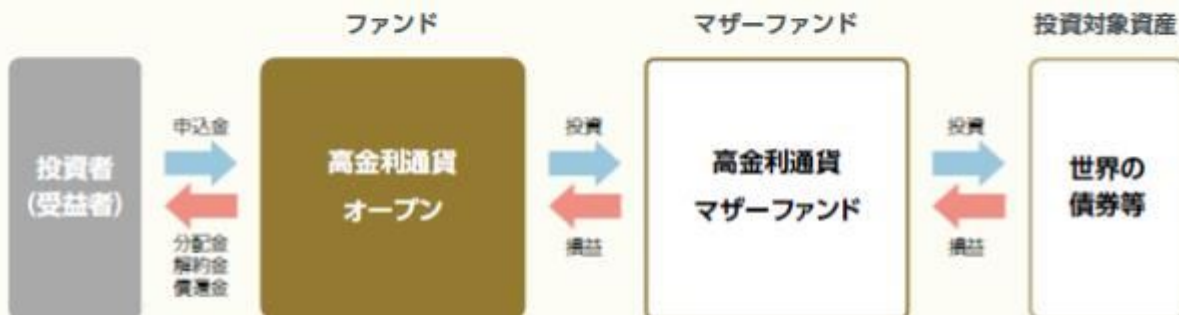 ファンド
マザーファンド
投資対象資産
投資者
(受益者)
申込金
分配金
解約金
償還金
高金利通貨
オープン
投資
損益
高金利通貨
マザーファンド
投資
損益
世界の
債券等